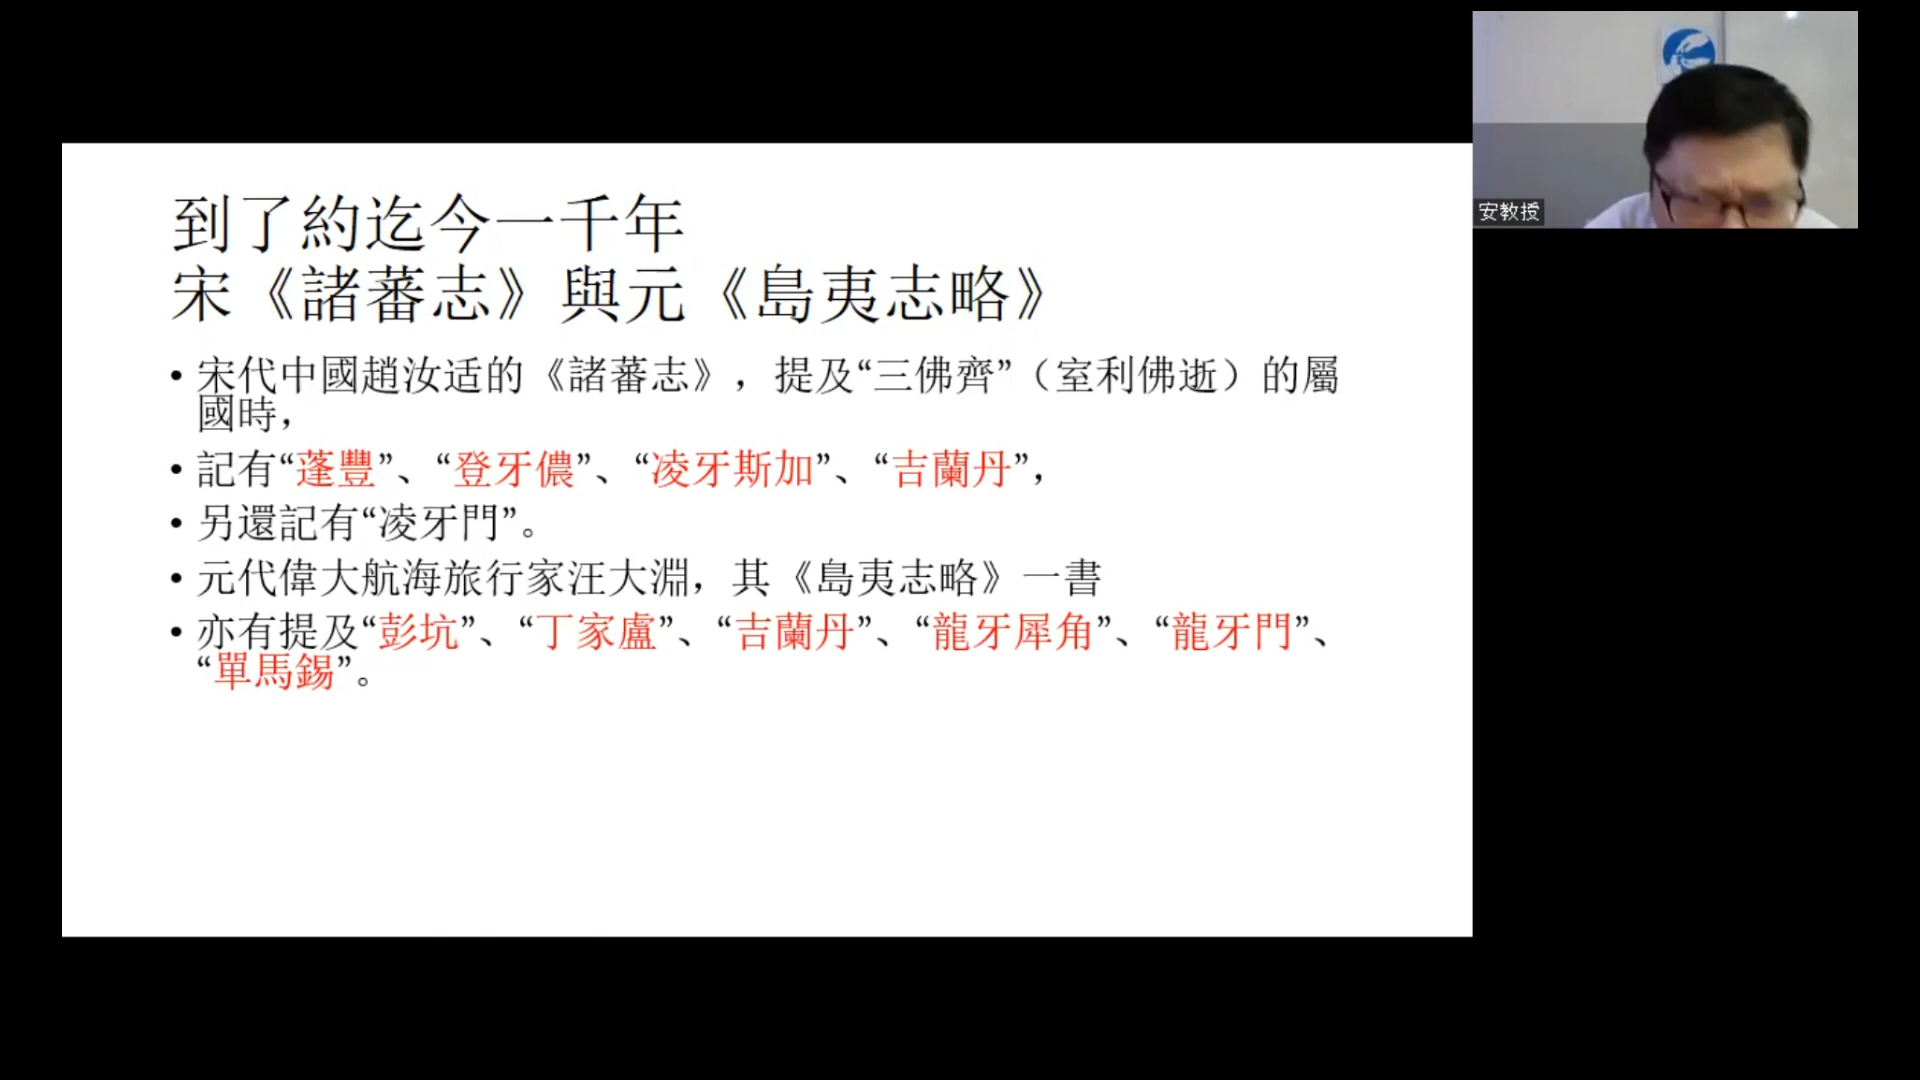 到了約迄今一千年
宋《諸蕃志》與元《島夷志略》
• 宋代中國趙汝适的《諸蕃志》，提及“三佛齊”（室利佛逝）的屬
國時，
• 記有“蓬豐”、“登牙儂”、“凌牙斯加”、“吉蘭丹”，
• 另還記有“凌牙門”。
• 元代偉大航海旅行家汪大淵，其《島夷志略》一書
• 亦有提及“彭坑”、“丁家盧”、“吉蘭丹”、“龍牙犀角”、“龍牙門”、
“單馬錫”。
安教授